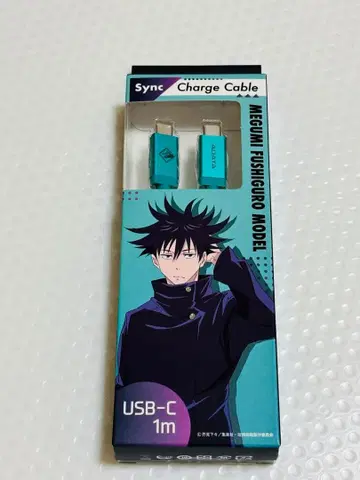 Sync
Charge Cable
MEGUMI FUSHIGURO MODEL
USB-C
1m